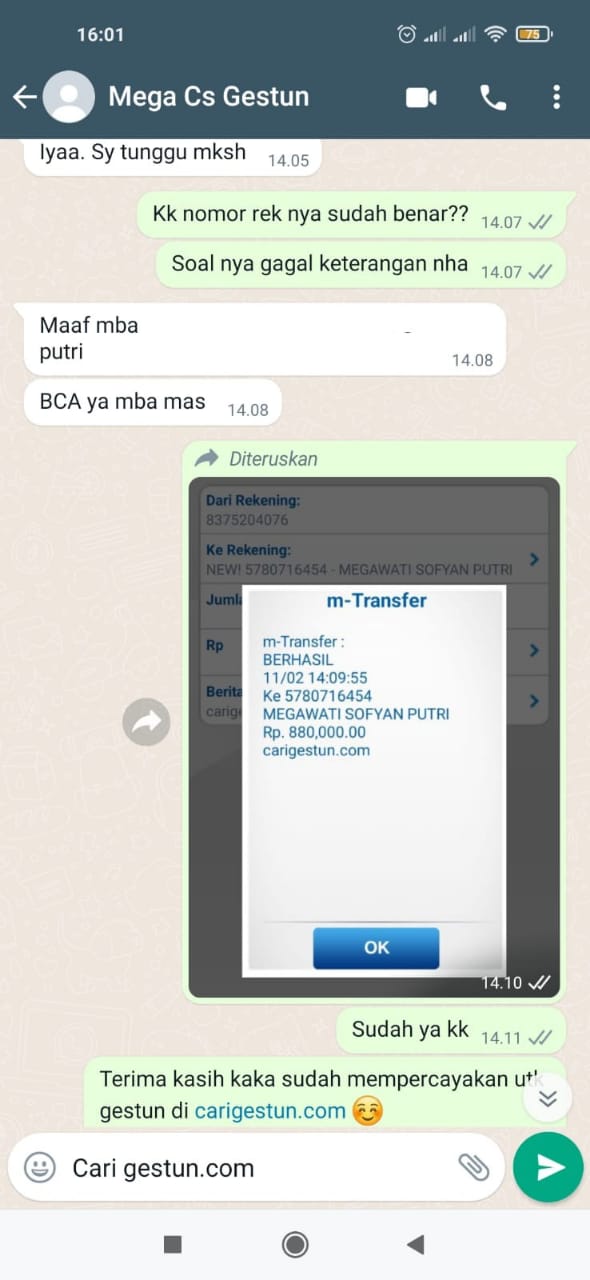 16:01
75
Mega Cs Gestun
Iyaa. Sy tunggu mksh 14.05
Kk nomor rek nya sudah benar?? 14.07
Soal nya gagal keterangan nha 14.07
Maaf mba
putri 14.08
BCA ya mba mas 14.08
Diteruskan
Dari Rekening:
8375204076
Ke Rekening:
NEW! 5780716454 - MEGAWATI SOFYAN PUTRI
Jumla
Rp
Berita
carige
m-Transfer
m-Transfer :
BERHASIL
11/02 14:09:55
Ke 5780716454
MEGAWATI SOFYAN PUTRI
Rp. 880,000.00
carigestun.com
OK
14.10
Sudah ya kk 14.11
Terima kasih kaka sudah mempercayakan utk
gestun di carigestun.com 😊
Cari gestun.com